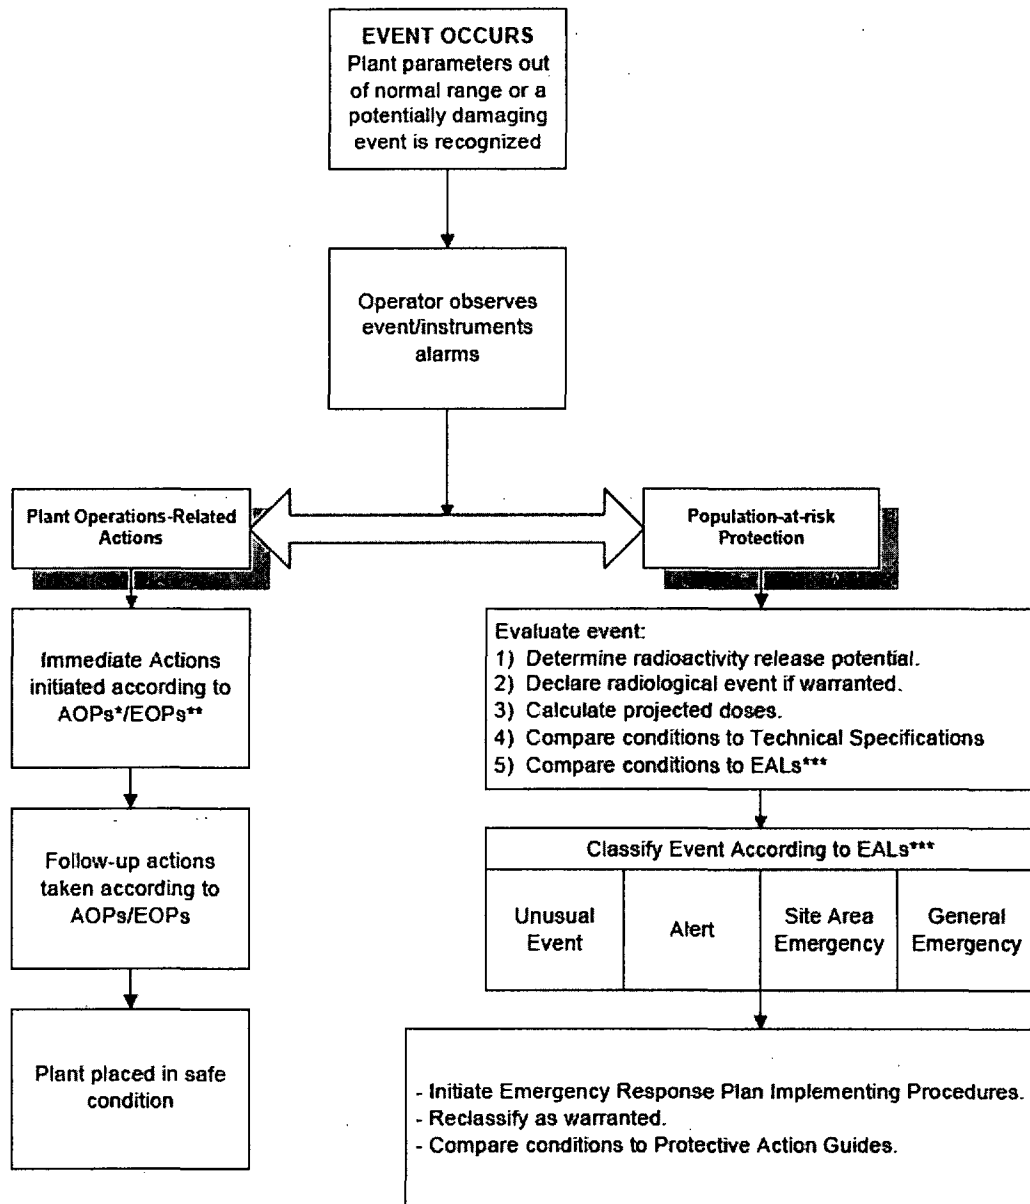 EVENT OCCURS
Plant parameters out
of normal range or a
potentially damaging
event is recognized
Operator observes
event/instruments
alarms
Plant Operations-Related
Actions
Population-at-risk
Protection
Immediate Actions
initiated according to
AOPs*/EOPs**
Follow-up actions
taken according to
AOPs/EOPs
Plant placed in safe
condition
Evaluate event:
1) Determine radioactivity release potential.
2) Declare radiological event if warranted.
3) Calculate projected doses.
4) Compare conditions to Technical Specifications
5) Compare conditions to EALs***
Classify Event According to EALs***
Unusual
Event
Alert
Site Area
Emergency
General
Emergency
- Initiate Emergency Response Plan Implementing Procedures.
- Reclassify as warranted.
- Compare conditions to Protective Action Guides.